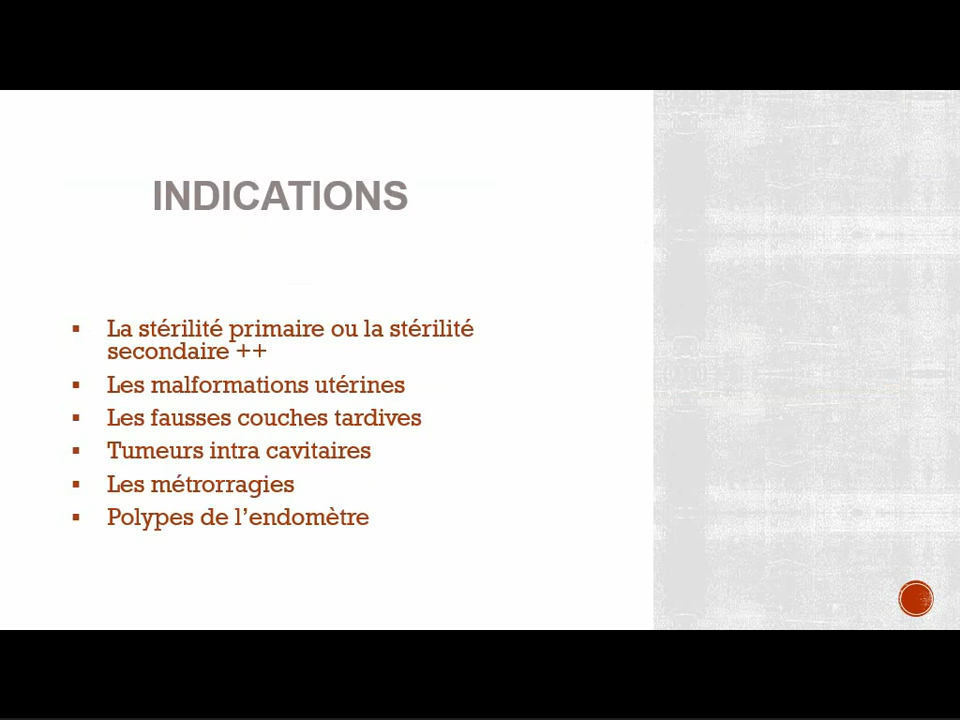 INDICATIONS
▪ La stérilité primaire ou la stérilité
secondaire ++
▪ Les malformations utérines
▪ Les fausses couches tardives
▪ Tumeurs intra cavitaires
▪ Les métrorragies
▪ Polypes de l’endomètre